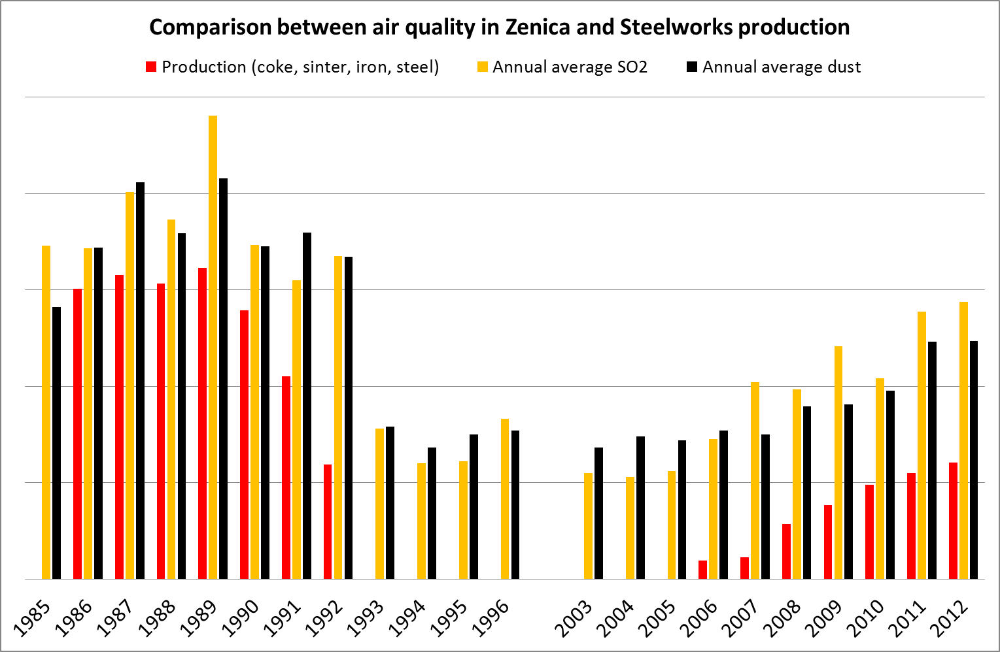 Comparison between air quality in Zenica and Steelworks production
Production (coke, sinter, iron, steel) Annual average SO2 Annual average dust
1985 1986 1987 1988 1989 1990 1991 1992 1993 1994 1995 1996 2003 2004 2005 2006 2007 2008 2009 2010 2011 2012